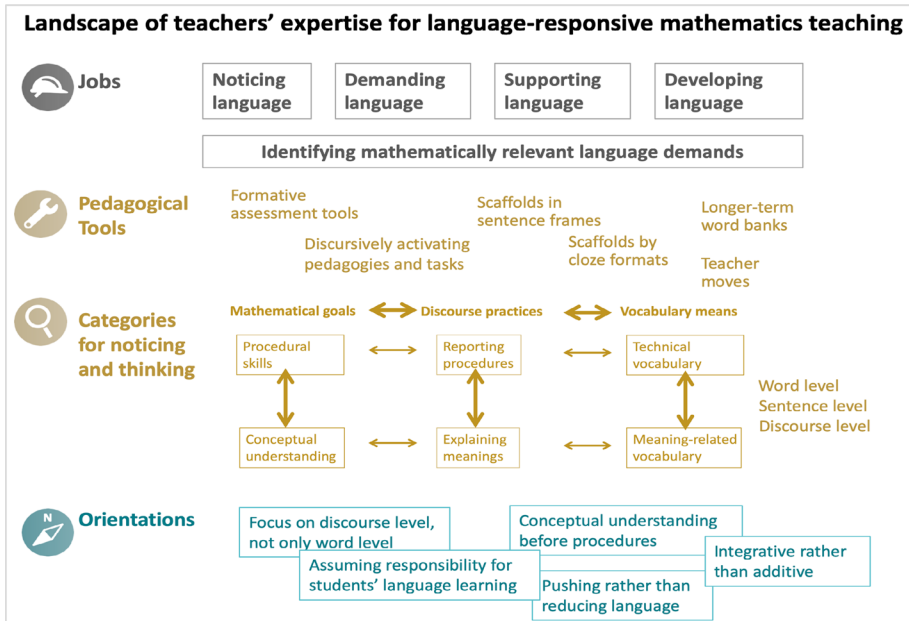 Landscape of teachers’ expertise for language-responsive mathematics teaching
Jobs
Noticing
language
Demanding
language
Supporting
language
Developing
language
Identifying mathematically relevant language demands
Pedagogical
Tools
Formative
assessment tools
Discursively activating
pedagogies and tasks
Scaffolds in
sentence frames
Scaffolds by
cloze formats
Longer-term
word banks
Teacher
moves
Categories
for noticing
and thinking
Mathematical goals
Discourse practices
Vocabulary means
Procedural
skills
Reporting
procedures
Technical
vocabulary
Conceptual
understanding
Explaining
meanings
Meaning-related
vocabulary
Word level
Sentence level
Discourse level
N
Orientations
Focus on discourse level,
not only word level
Assuming responsibility for
students’ language learning
Conceptual understanding
before procedures
Pushing rather than
reducing language
Integrative rather
than additive